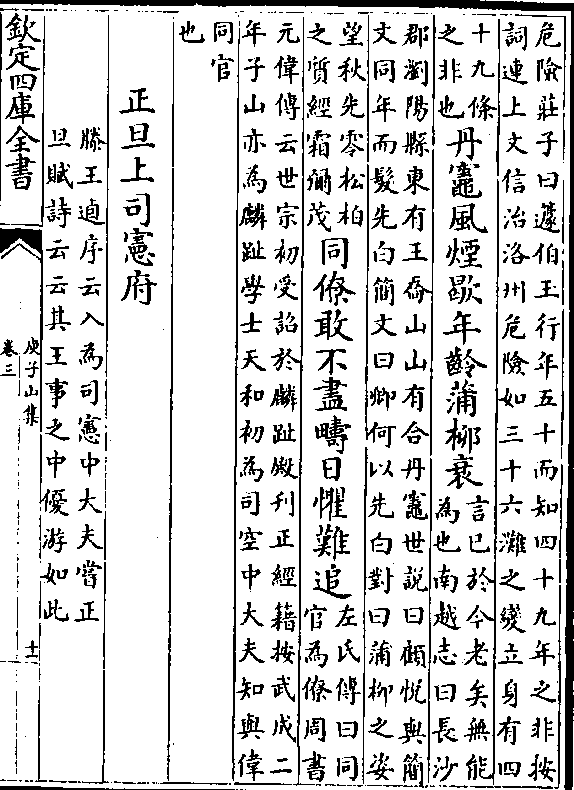 危險莊子曰蘧伯玉行年五十而知四十九年之非按
詞連上文信治洛州危險如三十六灘之變立身有四
十九條
之非也
丹竈風煙歇年齡蒲柳衰
言已於今老矣無能
為也南越志曰長沙
郡瀏陽縣東有王喬山山有合丹竈世說曰顧悅與簡
文同年而髮先白簡文曰卿何以先白對曰蒲柳之姿
望秋先零松柏
之質經霜彌茂
同僚敢不盡疇日懼難追
左氏傳曰同
官為僚周書
元偉傳云世宗初受詔於麟趾殿刊正經籍按武成二
年子山亦為麟趾學士天和初為司空中大夫知與偉
同官
也
正旦上司憲府
滕王逌序云入為司憲中大夫嘗正
旦賦詩云云其王事之中優游如此
欽定四庫全書
庾子山集
卷三
十一